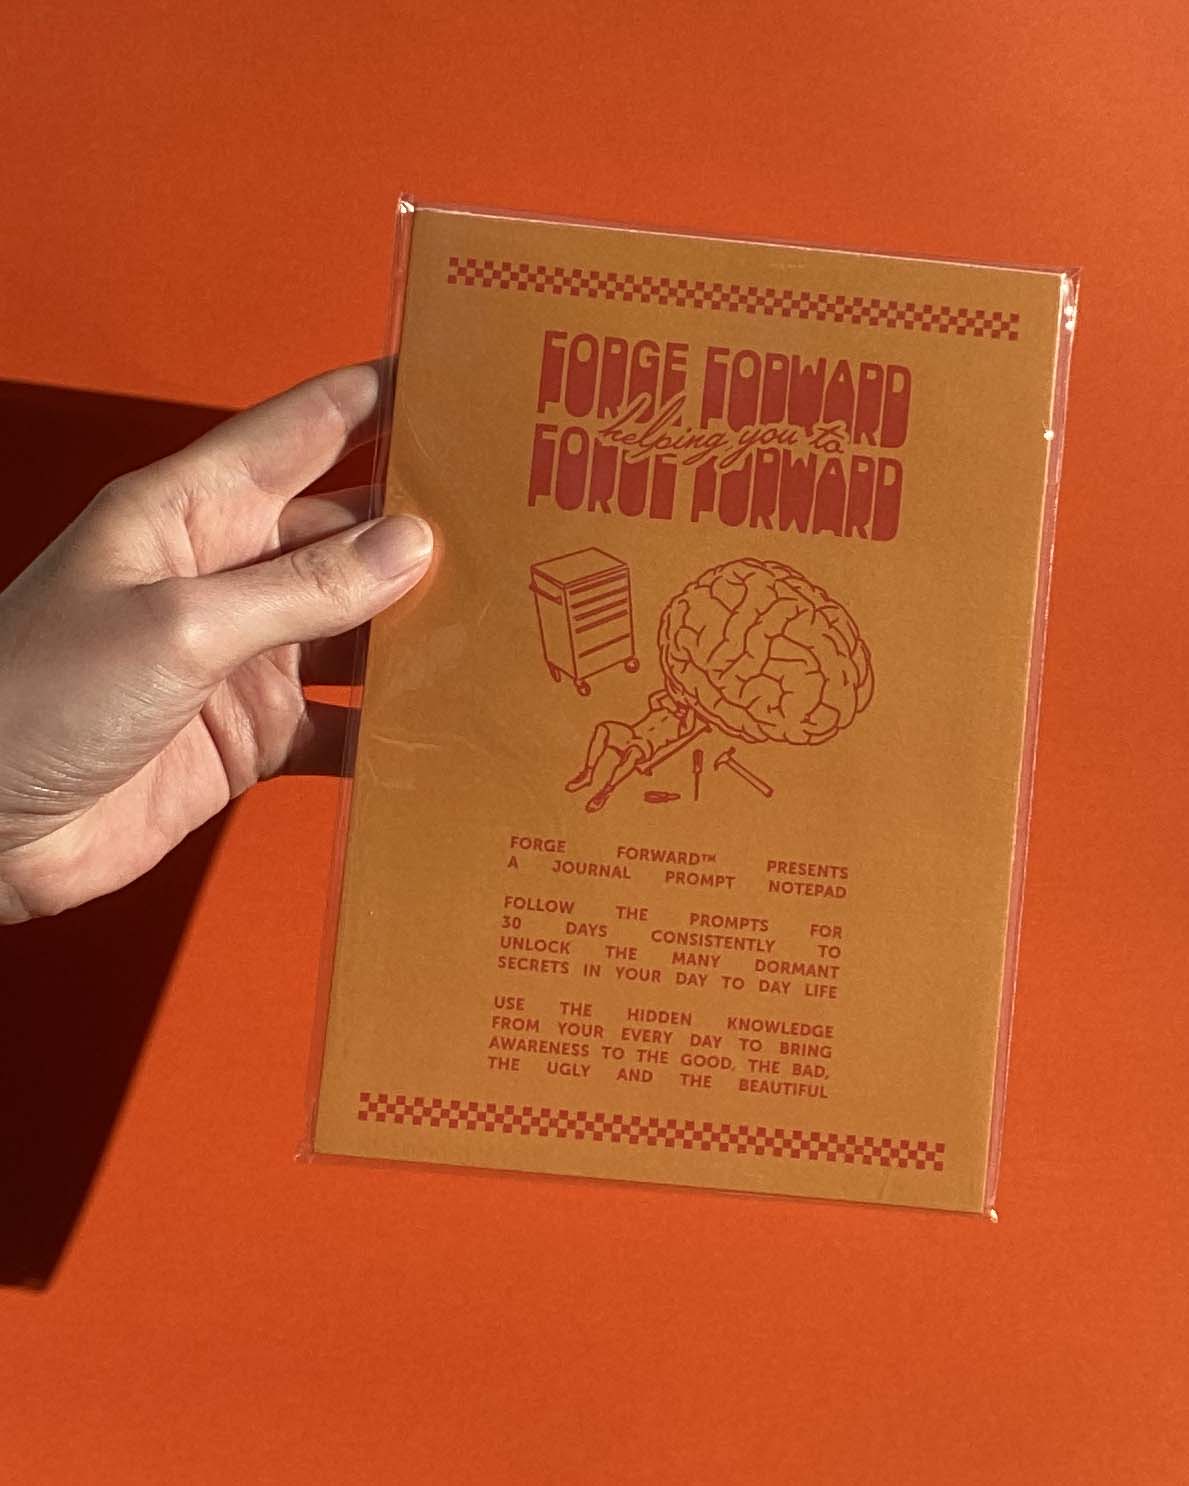 FORGE FORWARD
helping you to
FORGE FORWARD
FORGE FORWARD™ PRESENTS
A JOURNAL PROMPT NOTEPAD
FOLLOW THE PROMPTS FOR
30 DAYS CONSISTENTLY TO
UNLOCK THE MANY DORMANT
SECRETS IN YOUR DAY TO DAY LIFE
USE THE HIDDEN KNOWLEDGE
FROM YOUR EVERY DAY TO BRING
AWARENESS TO THE GOOD, THE BAD,
THE UGLY AND THE BEAUTIFUL